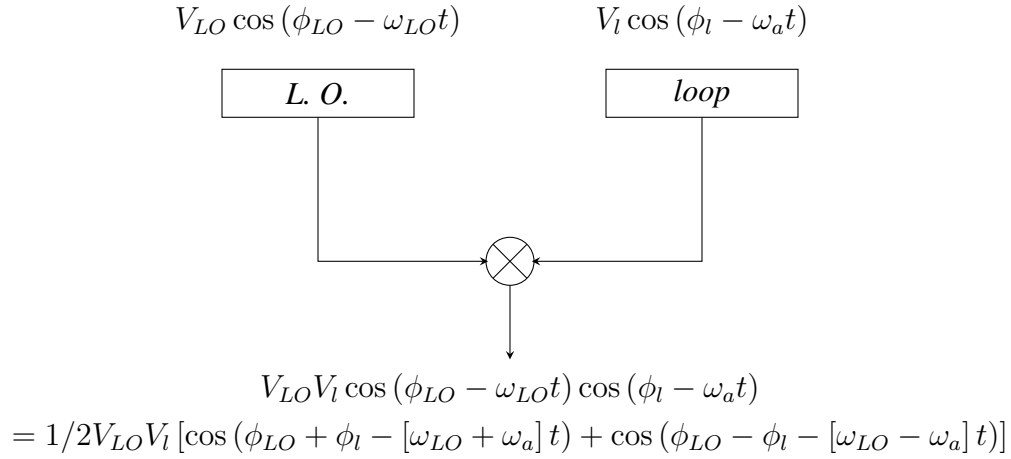 V_{LO} cos (ϕ_{LO} − ω_{LO}t)
V_l cos (ϕ_l − ω_a t)
L. O.
loop
V_{LO}V_l cos (ϕ_{LO} − ω_{LO}t) cos (ϕ_l − ω_a t)
= 1/2V_{LO}V_l [cos (ϕ_{LO} + ϕ_l − [ω_{LO} + ω_a] t) + cos (ϕ_{LO} − ϕ_l − [ω_{LO} − ω_a] t)]